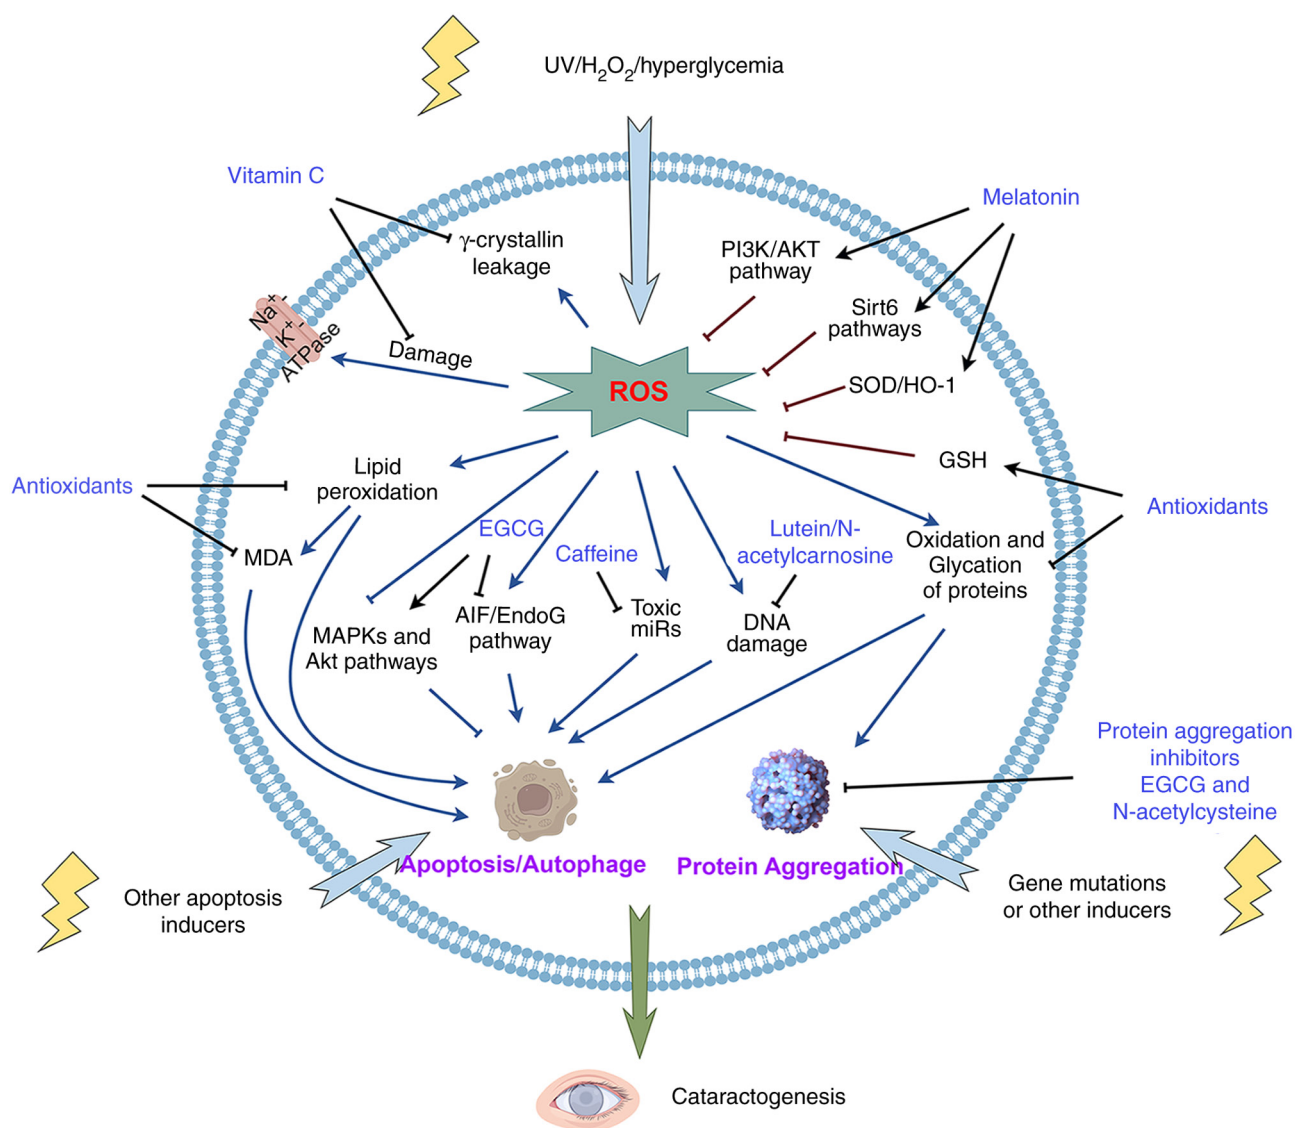 UV/H₂O₂/hyperglycemia
Vitamin C
Melatonin
γ-crystallin
leakage
PI3K/AKT
pathway
Sirt6
pathways
Na⁺-
K⁺-
ATPase
Damage
ROS
SOD/HO-1
GSH
Lipid
peroxidation
Antioxidants
Antioxidants
MDA
EGCG
Caffeine
Lutein/N-
acetylcarnosine
Oxidation and
Glycation
of proteins
MAPKs and
Akt pathways
AIF/EndoG
pathway
Toxic
miRs
DNA
damage
Protein aggregation
inhibitors
EGCG and
N-acetylcysteine
Apoptosis/Autophage
Protein Aggregation
Other apoptosis
inducers
Gene mutations
or other inducers
Cataractogenesis